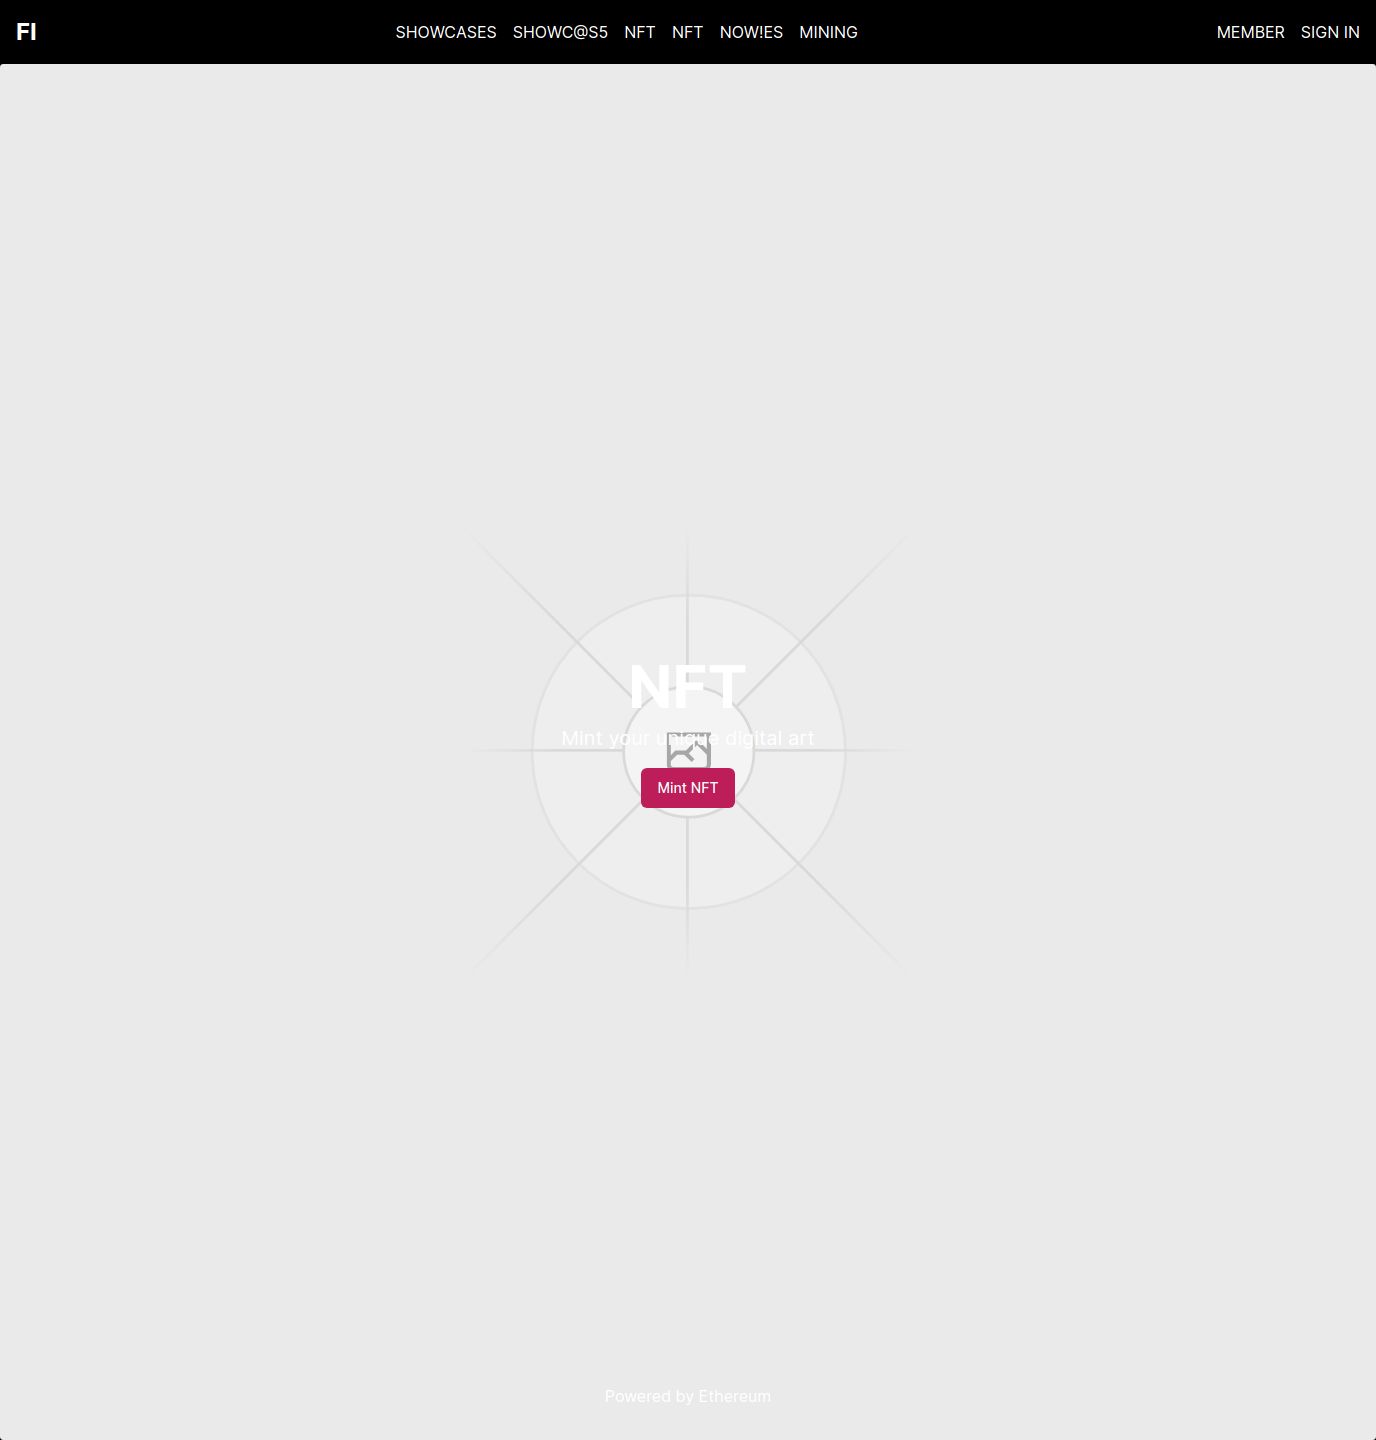 FI
SHOWCASES SHOWC@S5 NFT NFT NOW!ES MINING
MEMBER SIGN IN
NFT
Mint your unique digital art
Mint NFT
Powered by Ethereum